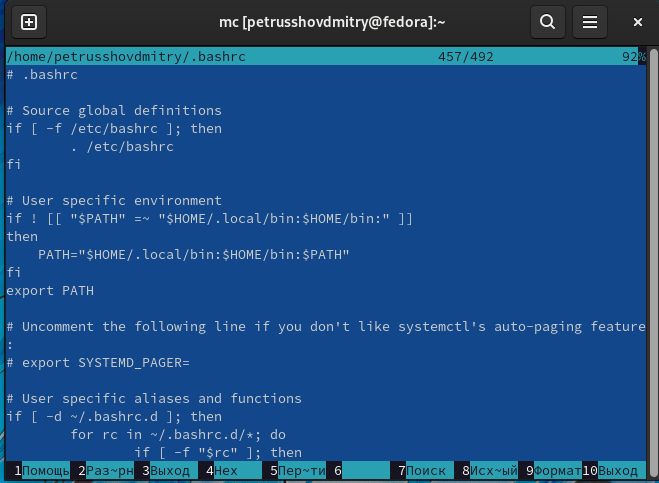 mc [petrusshovdmitry@fedora]:~
/home/petrusshovdmitry/.bashrc 457/492 92%
# .bashrc

# Source global definitions
if [ -f /etc/bashrc ]; then
        . /etc/bashrc
fi

# User specific environment
if ! [[ "$PATH" =~ "$HOME/.local/bin:$HOME/bin:" ]]
then
    PATH="$HOME/.local/bin:$HOME/bin:$PATH"
fi
export PATH

# Uncomment the following line if you don't like systemctl's auto-paging feature
:
# export SYSTEMD_PAGER=

# User specific aliases and functions
if [ -d ~/.bashrc.d ]; then
        for rc in ~/.bashrc.d/*; do
                if [ -f "$rc" ]; then
1Помощь 2Раз~рн 3Выход 4Hex 5Пер~ти 6 7Поиск 8Исх~ый 9Формат 10Выход